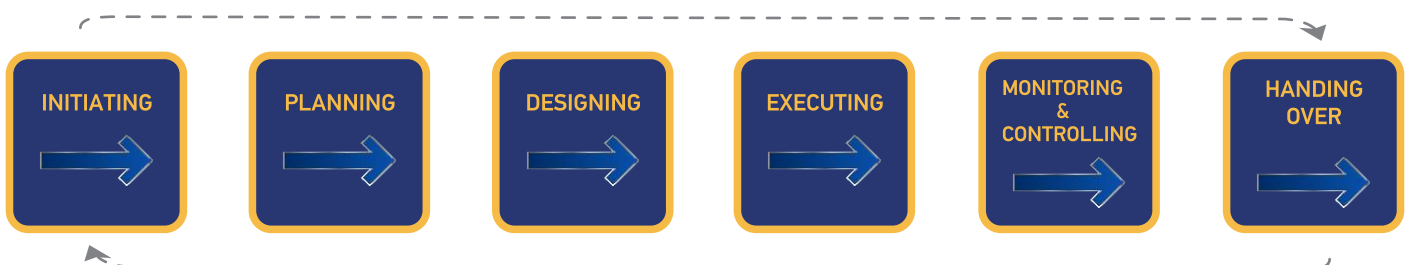 INITIATING
PLANNING
DESIGNING
EXECUTING
MONITORING
&
CONTROLLING
HANDING
OVER